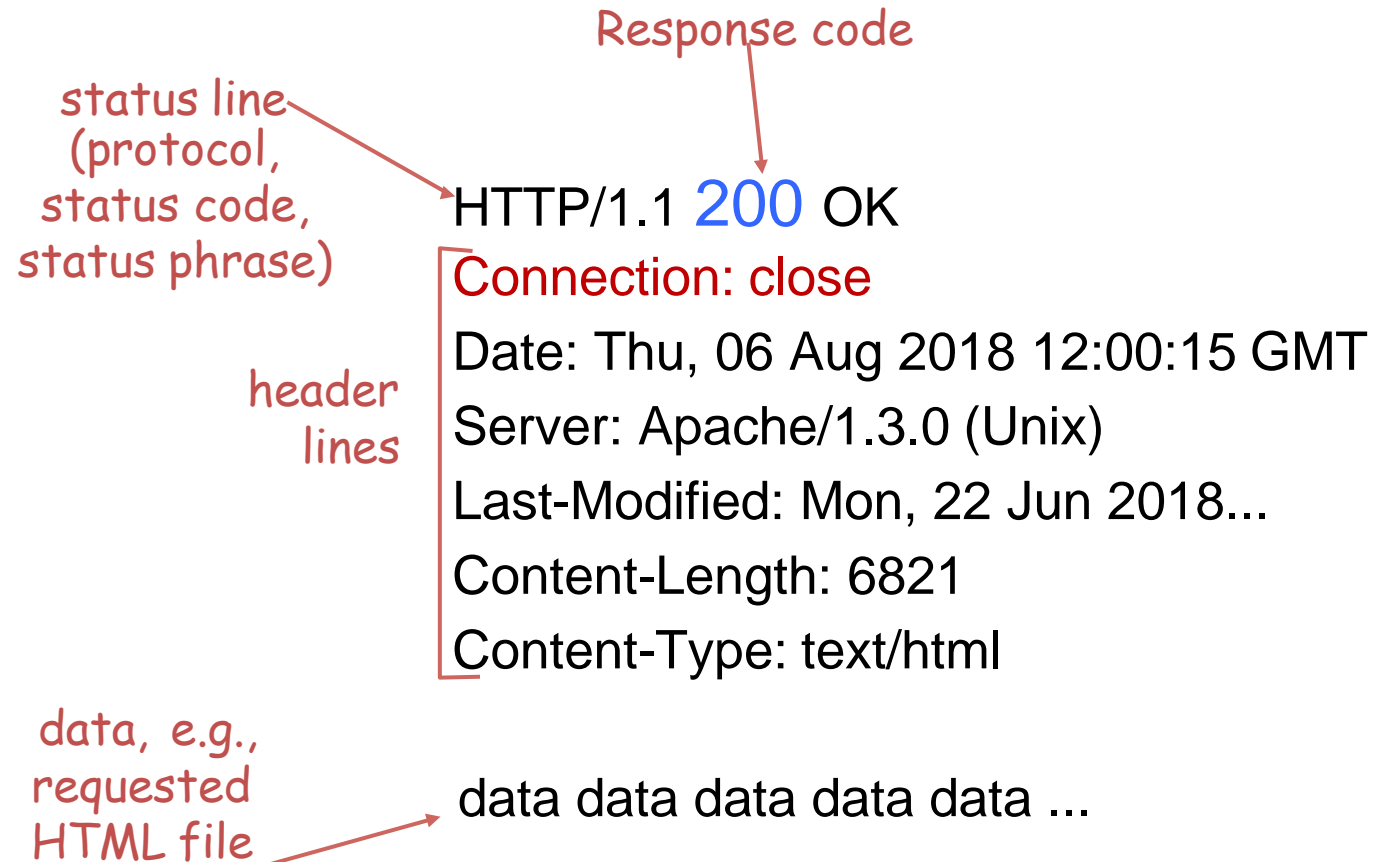 Response code
status line
(protocol,
status code,
status phrase)
HTTP/1.1 200 OK
Connection: close
Date: Thu, 06 Aug 2018 12:00:15 GMT
header
lines
Server: Apache/1.3.0 (Unix)
Last-Modified: Mon, 22 Jun 2018...
Content-Length: 6821
Content-Type: text/html
data, e.g.,
requested
HTML file
data data data data data ...